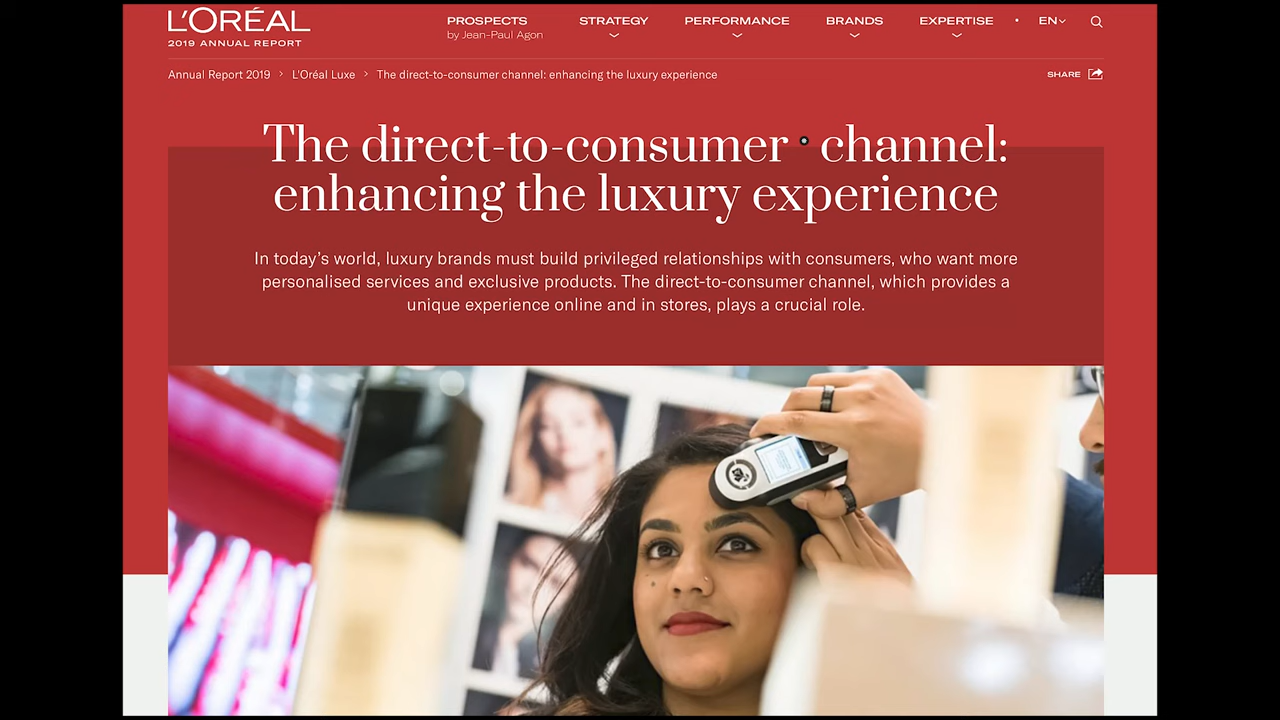 L'ORÉAL
2019 ANNUAL REPORT
PROSPECTS
by Jean-Paul Agon
STRATEGY
PERFORMANCE
BRANDS
EXPERTISE
EN
Annual Report 2019 > L'Oréal Luxe > The direct-to-consumer channel: enhancing the luxury experience
SHARE
The direct-to-consumer channel:
enhancing the luxury experience
In today's world, luxury brands must build privileged relationships with consumers, who want more
personalised services and exclusive products. The direct-to-consumer channel, which provides a
unique experience online and in stores, plays a crucial role.